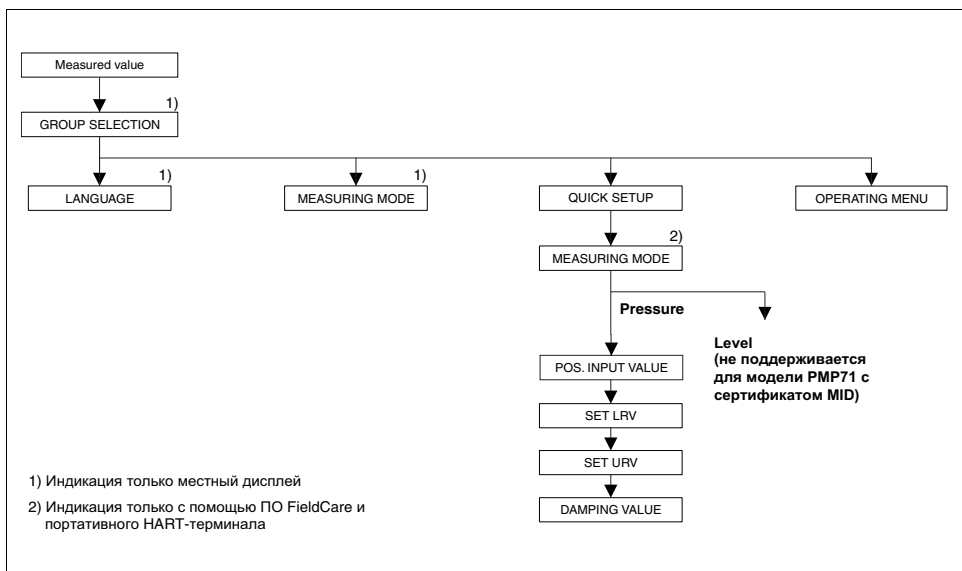 Measured value
1)
GROUP SELECTION
1)
LANGUAGE
1)
MEASURING MODE
QUICK SETUP
OPERATING MENU
2)
MEASURING MODE
Pressure
Level
(не поддерживается
для модели PMP71 с
сертификатом MID)
POS. INPUT VALUE
SET LRV
SET URV
DAMPING VALUE
1) Индикация только местный дисплей
2) Индикация только с помощью ПО FieldCare и
портативного HART-терминала